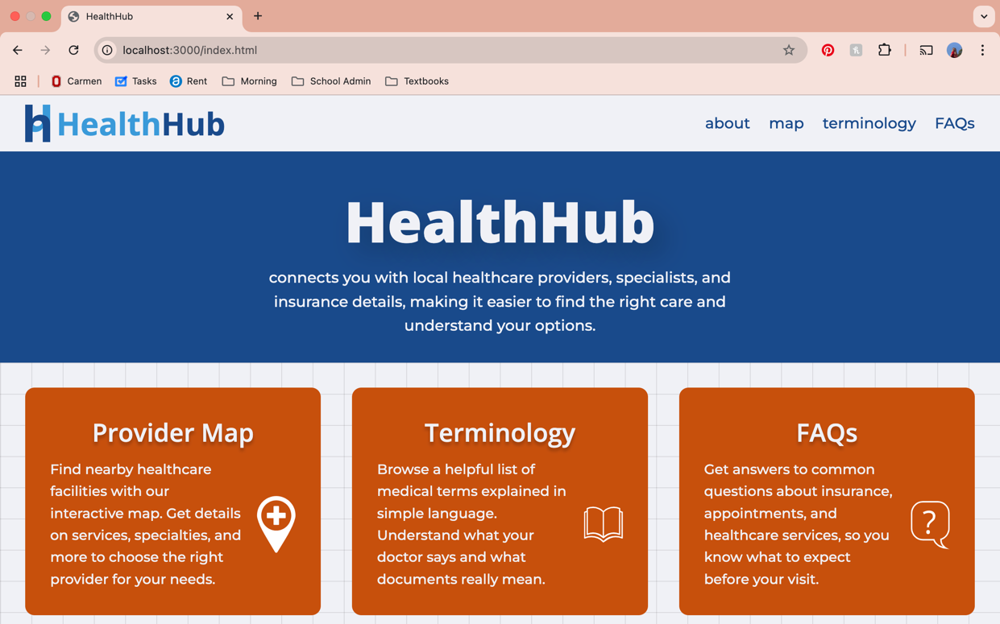 HealthHub
localhost:3000/index.html
Carmen Tasks Rent Morning School Admin Textbooks
HealthHub about map terminology FAQs
HealthHub
connects you with local healthcare providers, specialists, and
insurance details, making it easier to find the right care and
understand your options.
Provider Map
Find nearby healthcare
facilities with our
interactive map. Get details
on services, specialties, and
more to choose the right
provider for your needs.
Terminology
Browse a helpful list of
medical terms explained in
simple language.
Understand what your
doctor says and what
documents really mean.
FAQs
Get answers to common
questions about insurance,
appointments, and
healthcare services, so you
know what to expect
before your visit.
?